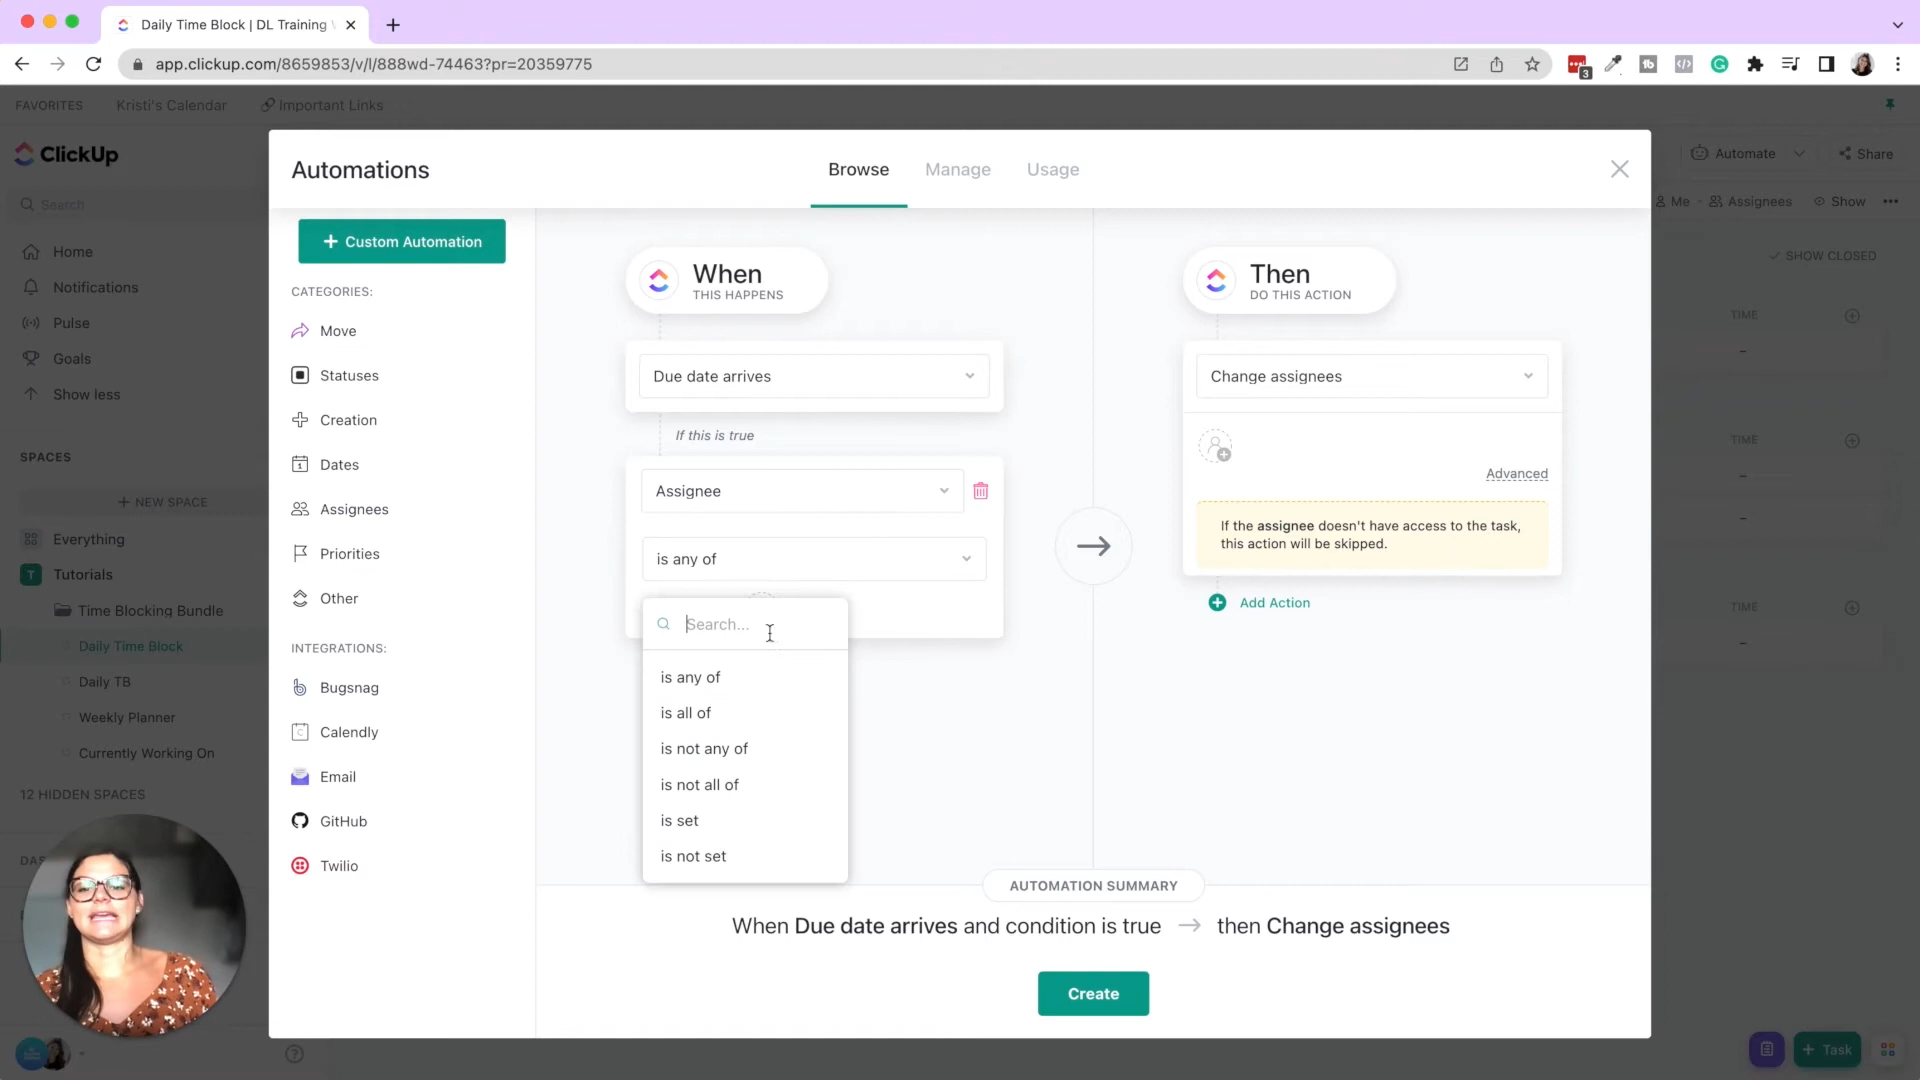 Daily Time Block | DL Training
app.clickup.com/8659853/v/l/888wd-74463?pr=20359775
3
FAVORITES
Kristi's Calendar
Important Links
ClickUp
Automate
Share
Search
Me
Assignees
Show
Home
Notifications
Pulse
Goals
Show less
SHOW CLOSED
SPACES
NEW SPACE
Everything
T Tutorials
Time Blocking Bundle
Daily Time Block
Daily TB
Weekly Planner
Currently Working On
12 HIDDEN SPACES
TIME
–
TIME
–
–
TIME
–
Automations
Browse
Manage
Usage
+ Custom Automation
CATEGORIES:
Move
Statuses
Creation
Dates
Assignees
Priorities
Other
INTEGRATIONS:
Bugsnag
Calendly
Email
GitHub
Twilio
When
THIS HAPPENS
Due date arrives
If this is true
Assignee
is any of
Search...
is any of
is all of
is not any of
is not all of
is set
is not set
Then
DO THIS ACTION
Change assignees
Advanced
If the assignee doesn't have access to the task,
this action will be skipped.
Add Action
AUTOMATION SUMMARY
When Due date arrives and condition is true → then Change assignees
Create
+ Task